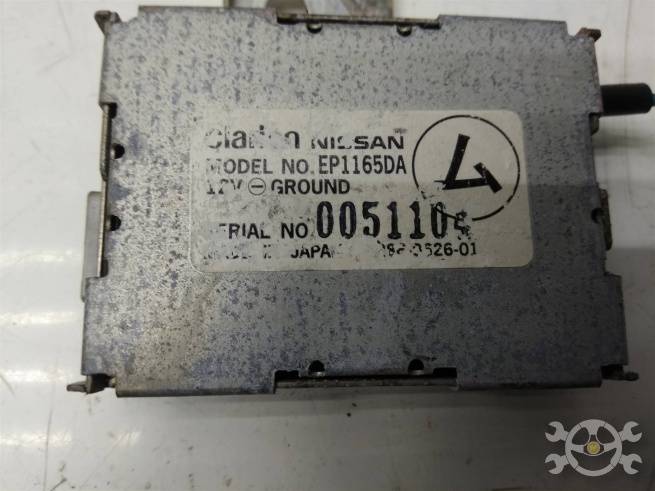 Clarion NISSAN
MODEL NO. EP1165DA
12V ⊖ GROUND
SERIAL NO. 005110
JAPAN